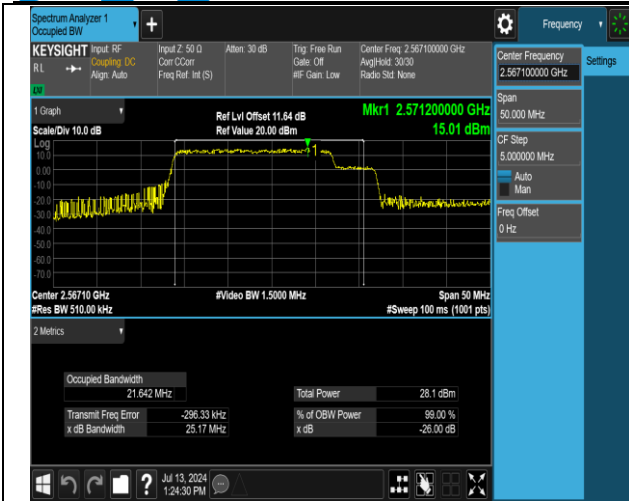 Spectrum Analyzer 1
Occupied BW
+
Frequency
KEYSIGHT
RL
Input: RF
Coupling: DC
Align: Auto
Input Z: 50 Ω
Corr CCorr
Freq Ref: Int (S)
Atten: 30 dB
Trig: Free Run
Gate: Off
#IF Gain: Low
Center Freq: 2.567100000 GHz
Avg|Hold: 30/30
Radio Std: None
1 Graph
Scale/Div 10.0 dB
Ref Lvl Offset 11.64 dB
Ref Value 20.00 dBm
Mkr1 2.571200000 GHz
15.01 dBm
Log
10.0
0.00
-10.0
-20.0
-30.0
-40.0
-50.0
-60.0
-70.0
1
Center 2.56710 GHz
#Res BW 510.00 kHz
#Video BW 1.5000 MHz
Span 50 MHz
#Sweep 100 ms (1001 pts)
2 Metrics
Occupied Bandwidth
21.642 MHz
Transmit Freq Error -296.33 kHz
x dB Bandwidth 25.17 MHz
Total Power 28.1 dBm
% of OBW Power 99.00 %
x dB -26.00 dB
Jul 13, 2024
1:24:30 PM
Center Frequency
2.567100000 GHz
Span
50.000 MHz
CF Step
5.000000 MHz
Auto
Man
Freq Offset
0 Hz
Settings